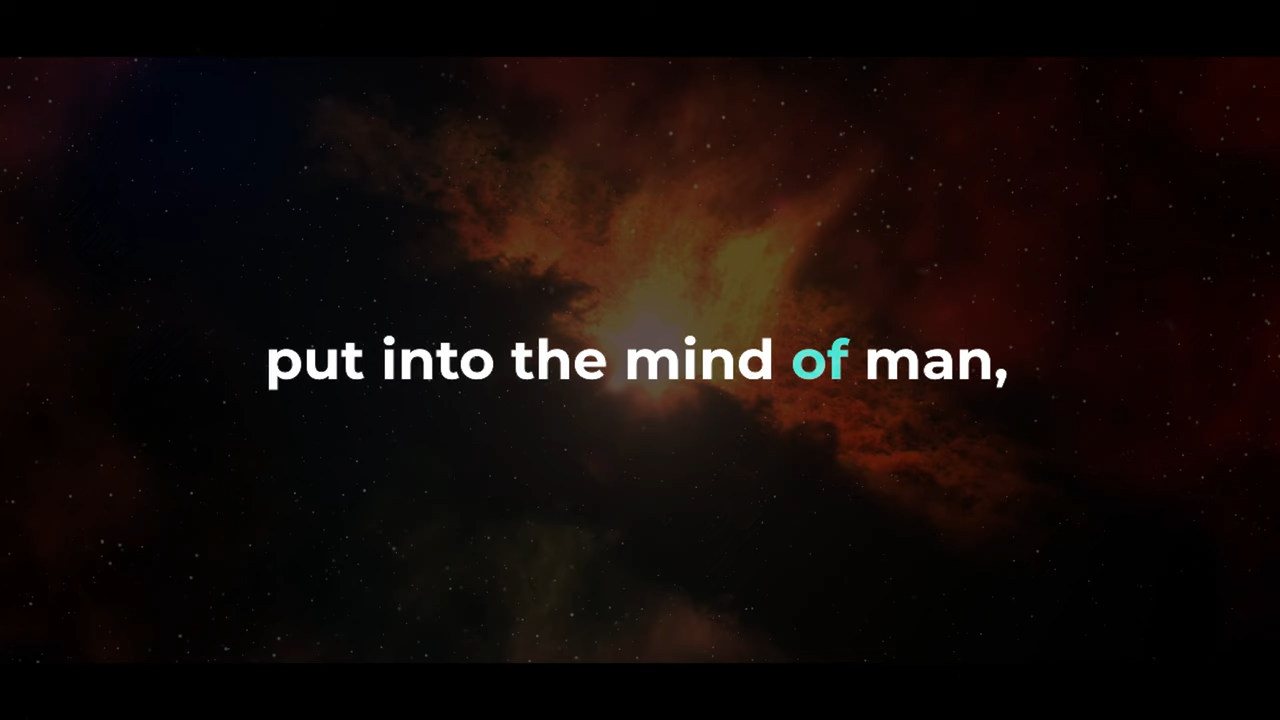 put into the mind of man,